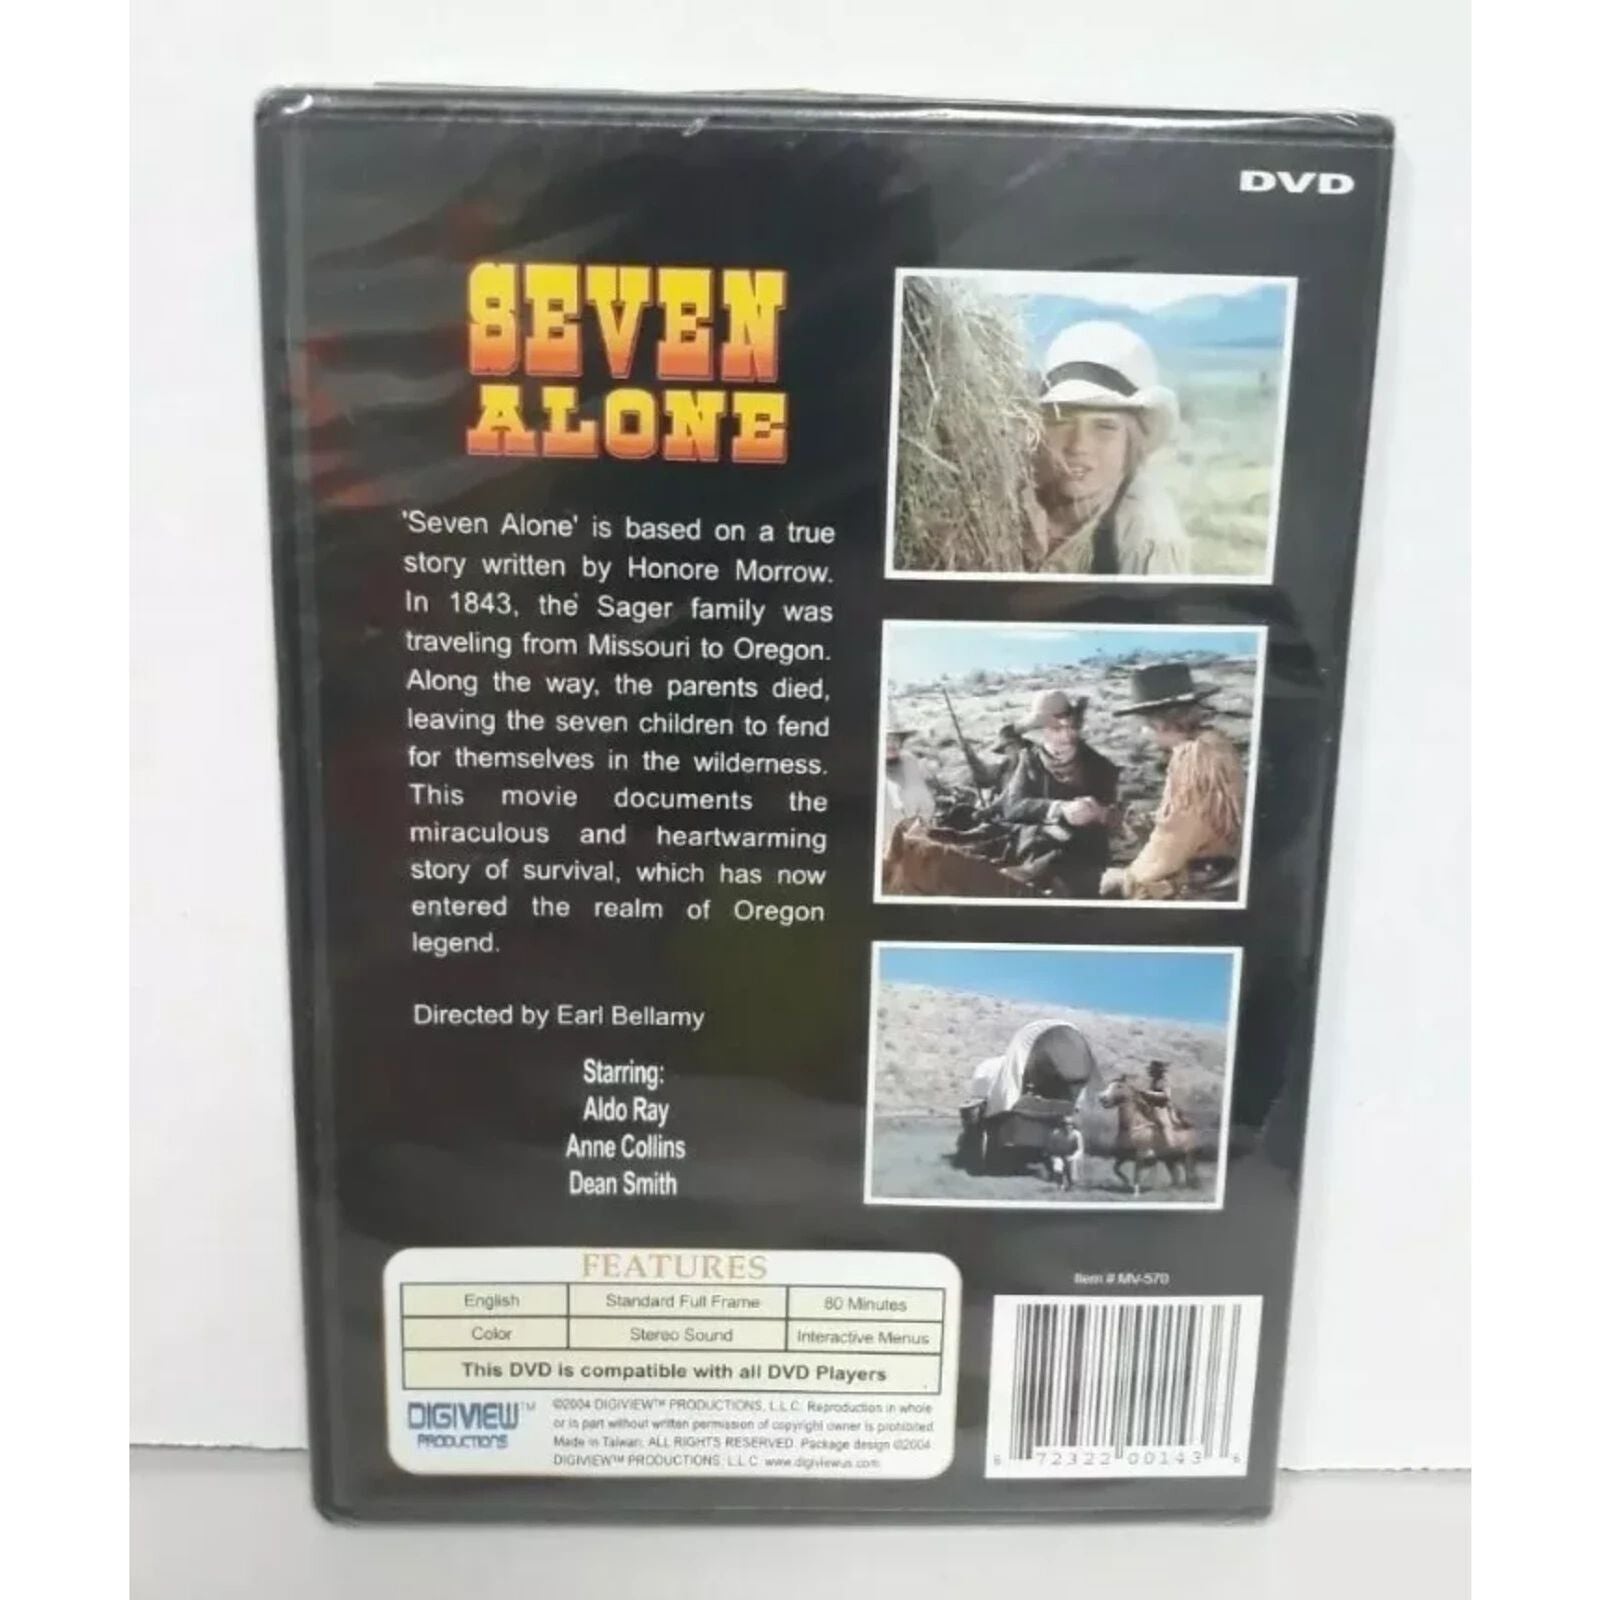 DVD
SEVEN
ALONE
'Seven Alone' is based on a true
story written by Honore Morrow.
In 1843, the Sager family was
traveling from Missouri to Oregon.
Along the way, the parents died,
leaving the seven children to fend
for themselves in the wilderness.
This movie documents the
miraculous and heartwarming
story of survival, which has now
entered the realm of Oregon
legend.
Directed by Earl Bellamy
Starring:
Aldo Ray
Anne Collins
Dean Smith
FEATURES
English Standard Full Frame 80 Minutes
Color Stereo Sound Interactive Menus
This DVD is compatible with all DVD Players
DIGIVIEW™
PRODUCTIONS
©2004 DIGIVIEW™ PRODUCTIONS, L.L.C. Reproduction in whole
or in part without written permission of copyright owner is prohibited.
Made in Taiwan. ALL RIGHTS RESERVED. Package design ©2004
DIGIVIEW™ PRODUCTIONS, L.L.C. www.digiviewus.com
Item # MV-570
6 72322 00143 6